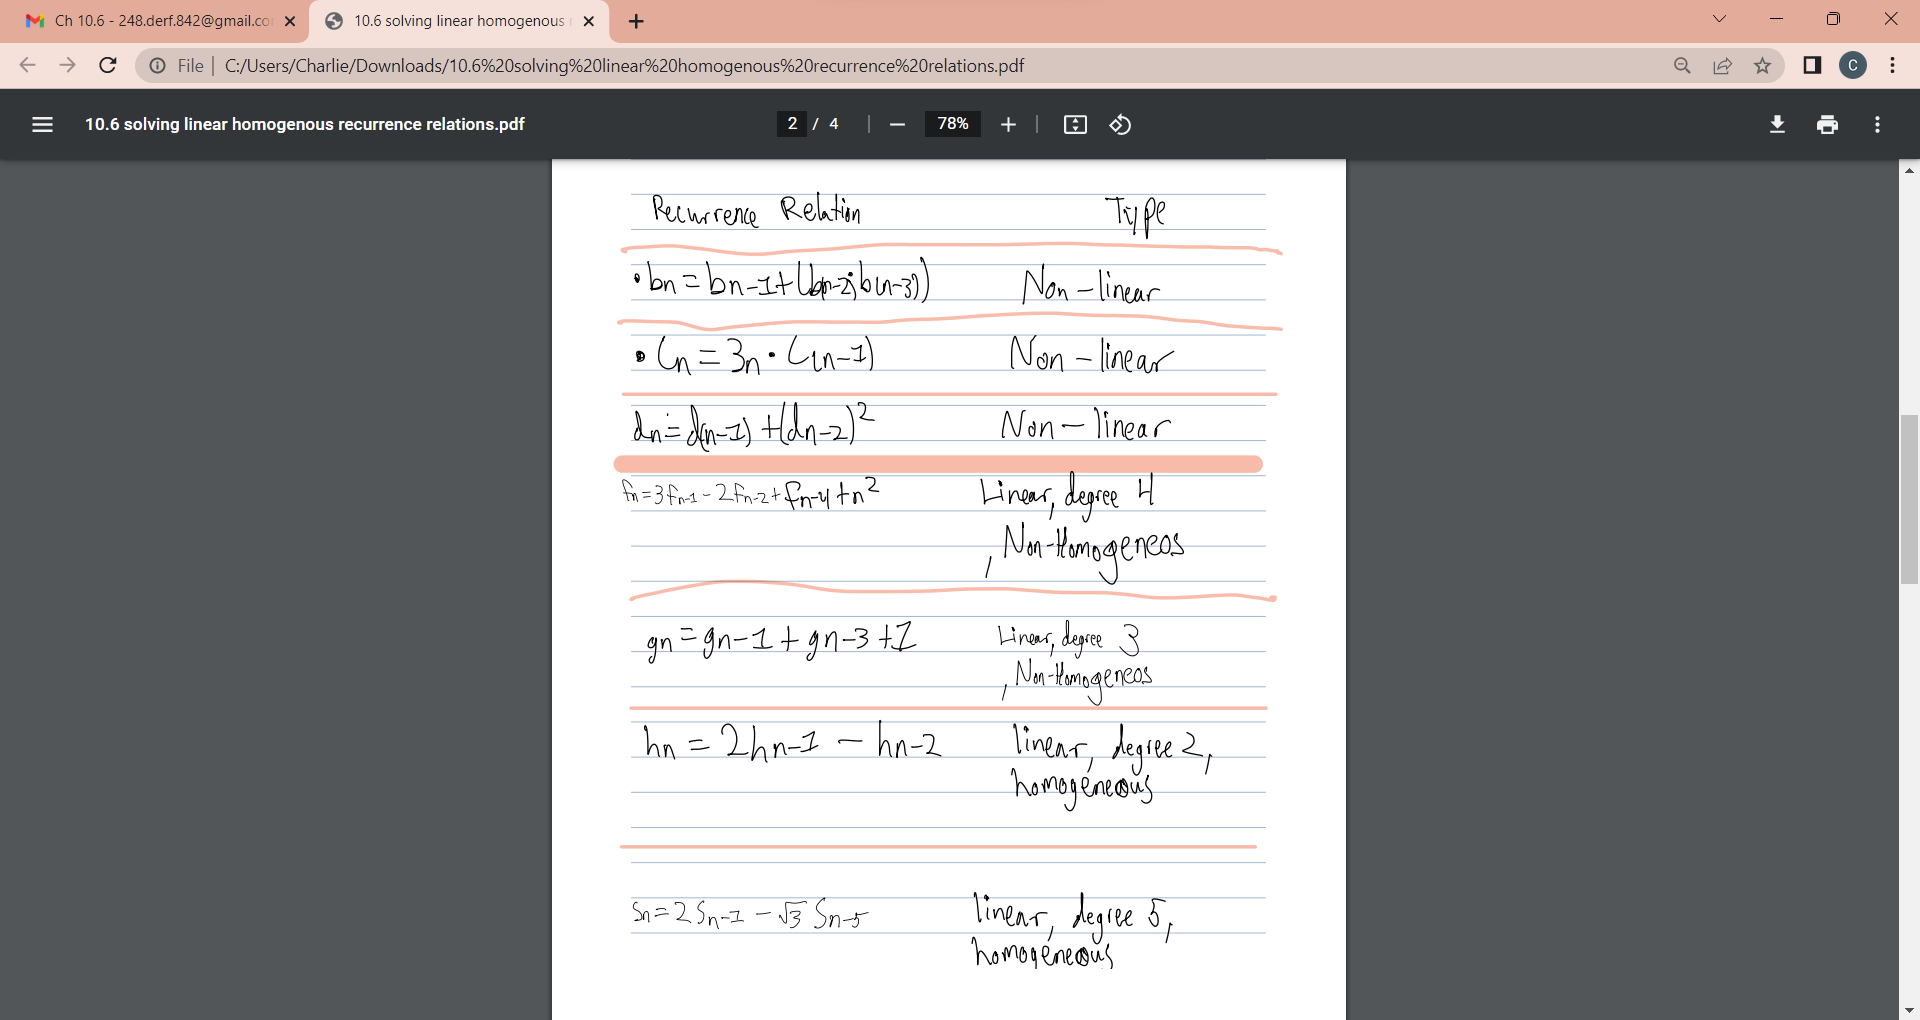 Ch 10.6 - 248.derf.842@gmail.co
10.6 solving linear homogenous
File | C:/Users/Charlie/Downloads/10.6%20solving%20linear%20homogenous%20recurrence%20relations.pdf
C
10.6 solving linear homogenous recurrence relations.pdf
2 / 4
78%
Recurrence Relation Type
• bn = bn-1 + (bn-2 · b(n-3)) Non-linear
• Cn = 3n • C(n-1) Non-linear
dn = d(n-1) + (dn-2)² Non-linear
fn = 3fn-1 - 2fn-2 + fn-4 + n² Linear, degree 4
, Non-Homogeneos
gn = gn-1 + gn-3 + 1 Linear, degree 3
, Non-Homogeneos
hn = 2hn-1 - hn-2 linear, degree 2,
homogeneous
Sn = 2 Sn-1 - √3 Sn-5 linear, degree 5,
homogeneous